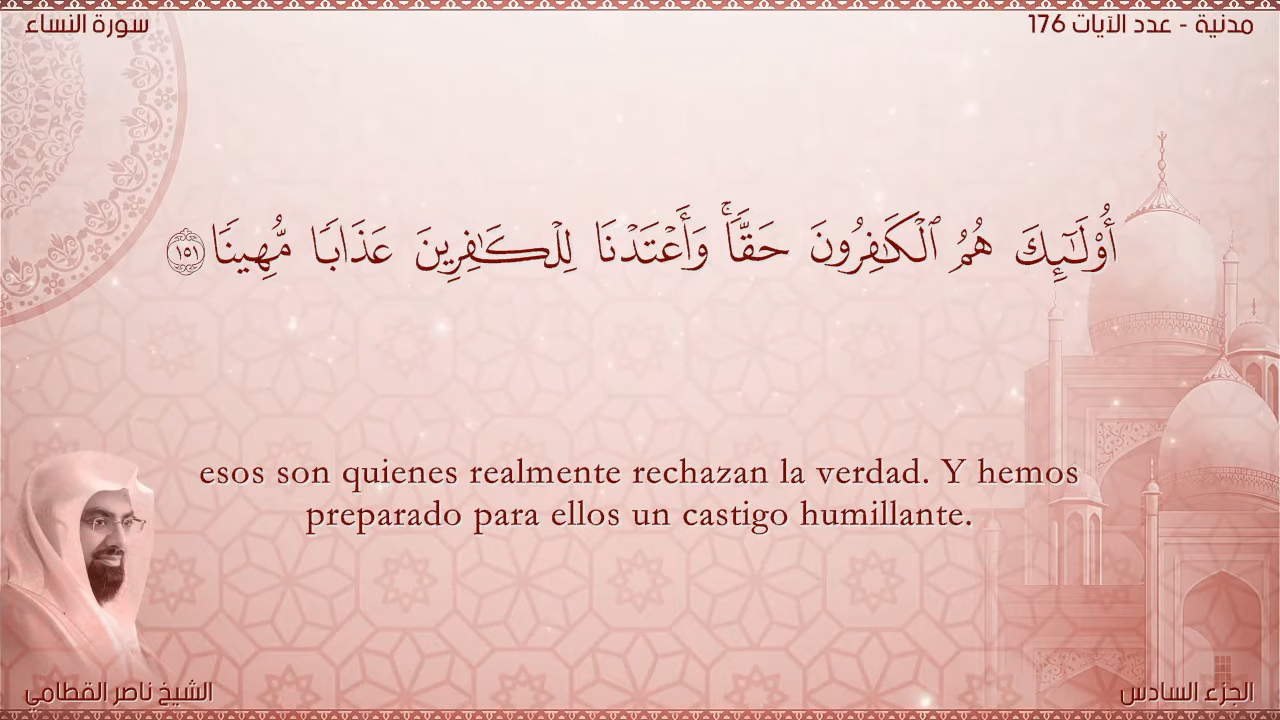 سورة النساء
مدنية - عدد الآيات 176
أُوْلَٰٓئِكَ هُمُ ٱلْكَٰفِرُونَ حَقًّاۚ وَأَعْتَدْنَا لِلْكَٰفِرِينَ عَذَابًا مُّهِينًا ١٥١
esos son quienes realmente rechazan la verdad. Y hemos
preparado para ellos un castigo humillante.
الشيخ ناصر القطامي
الجزء السادس